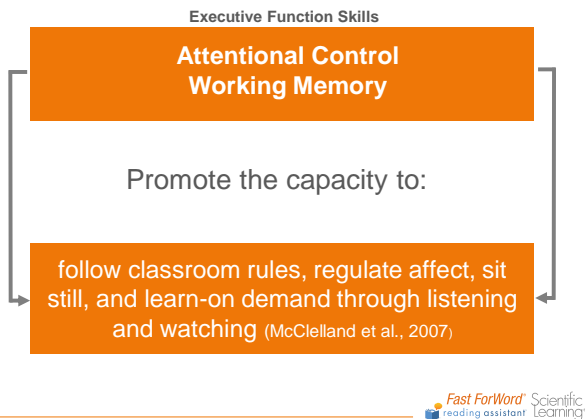 Executive Function Skills
Attentional Control
Working Memory
Promote the capacity to:
follow classroom rules, regulate affect, sit
still, and learn-on demand through listening
and watching (McClelland et al., 2007)
Fast ForWord® Scientific
reading assistant Learning